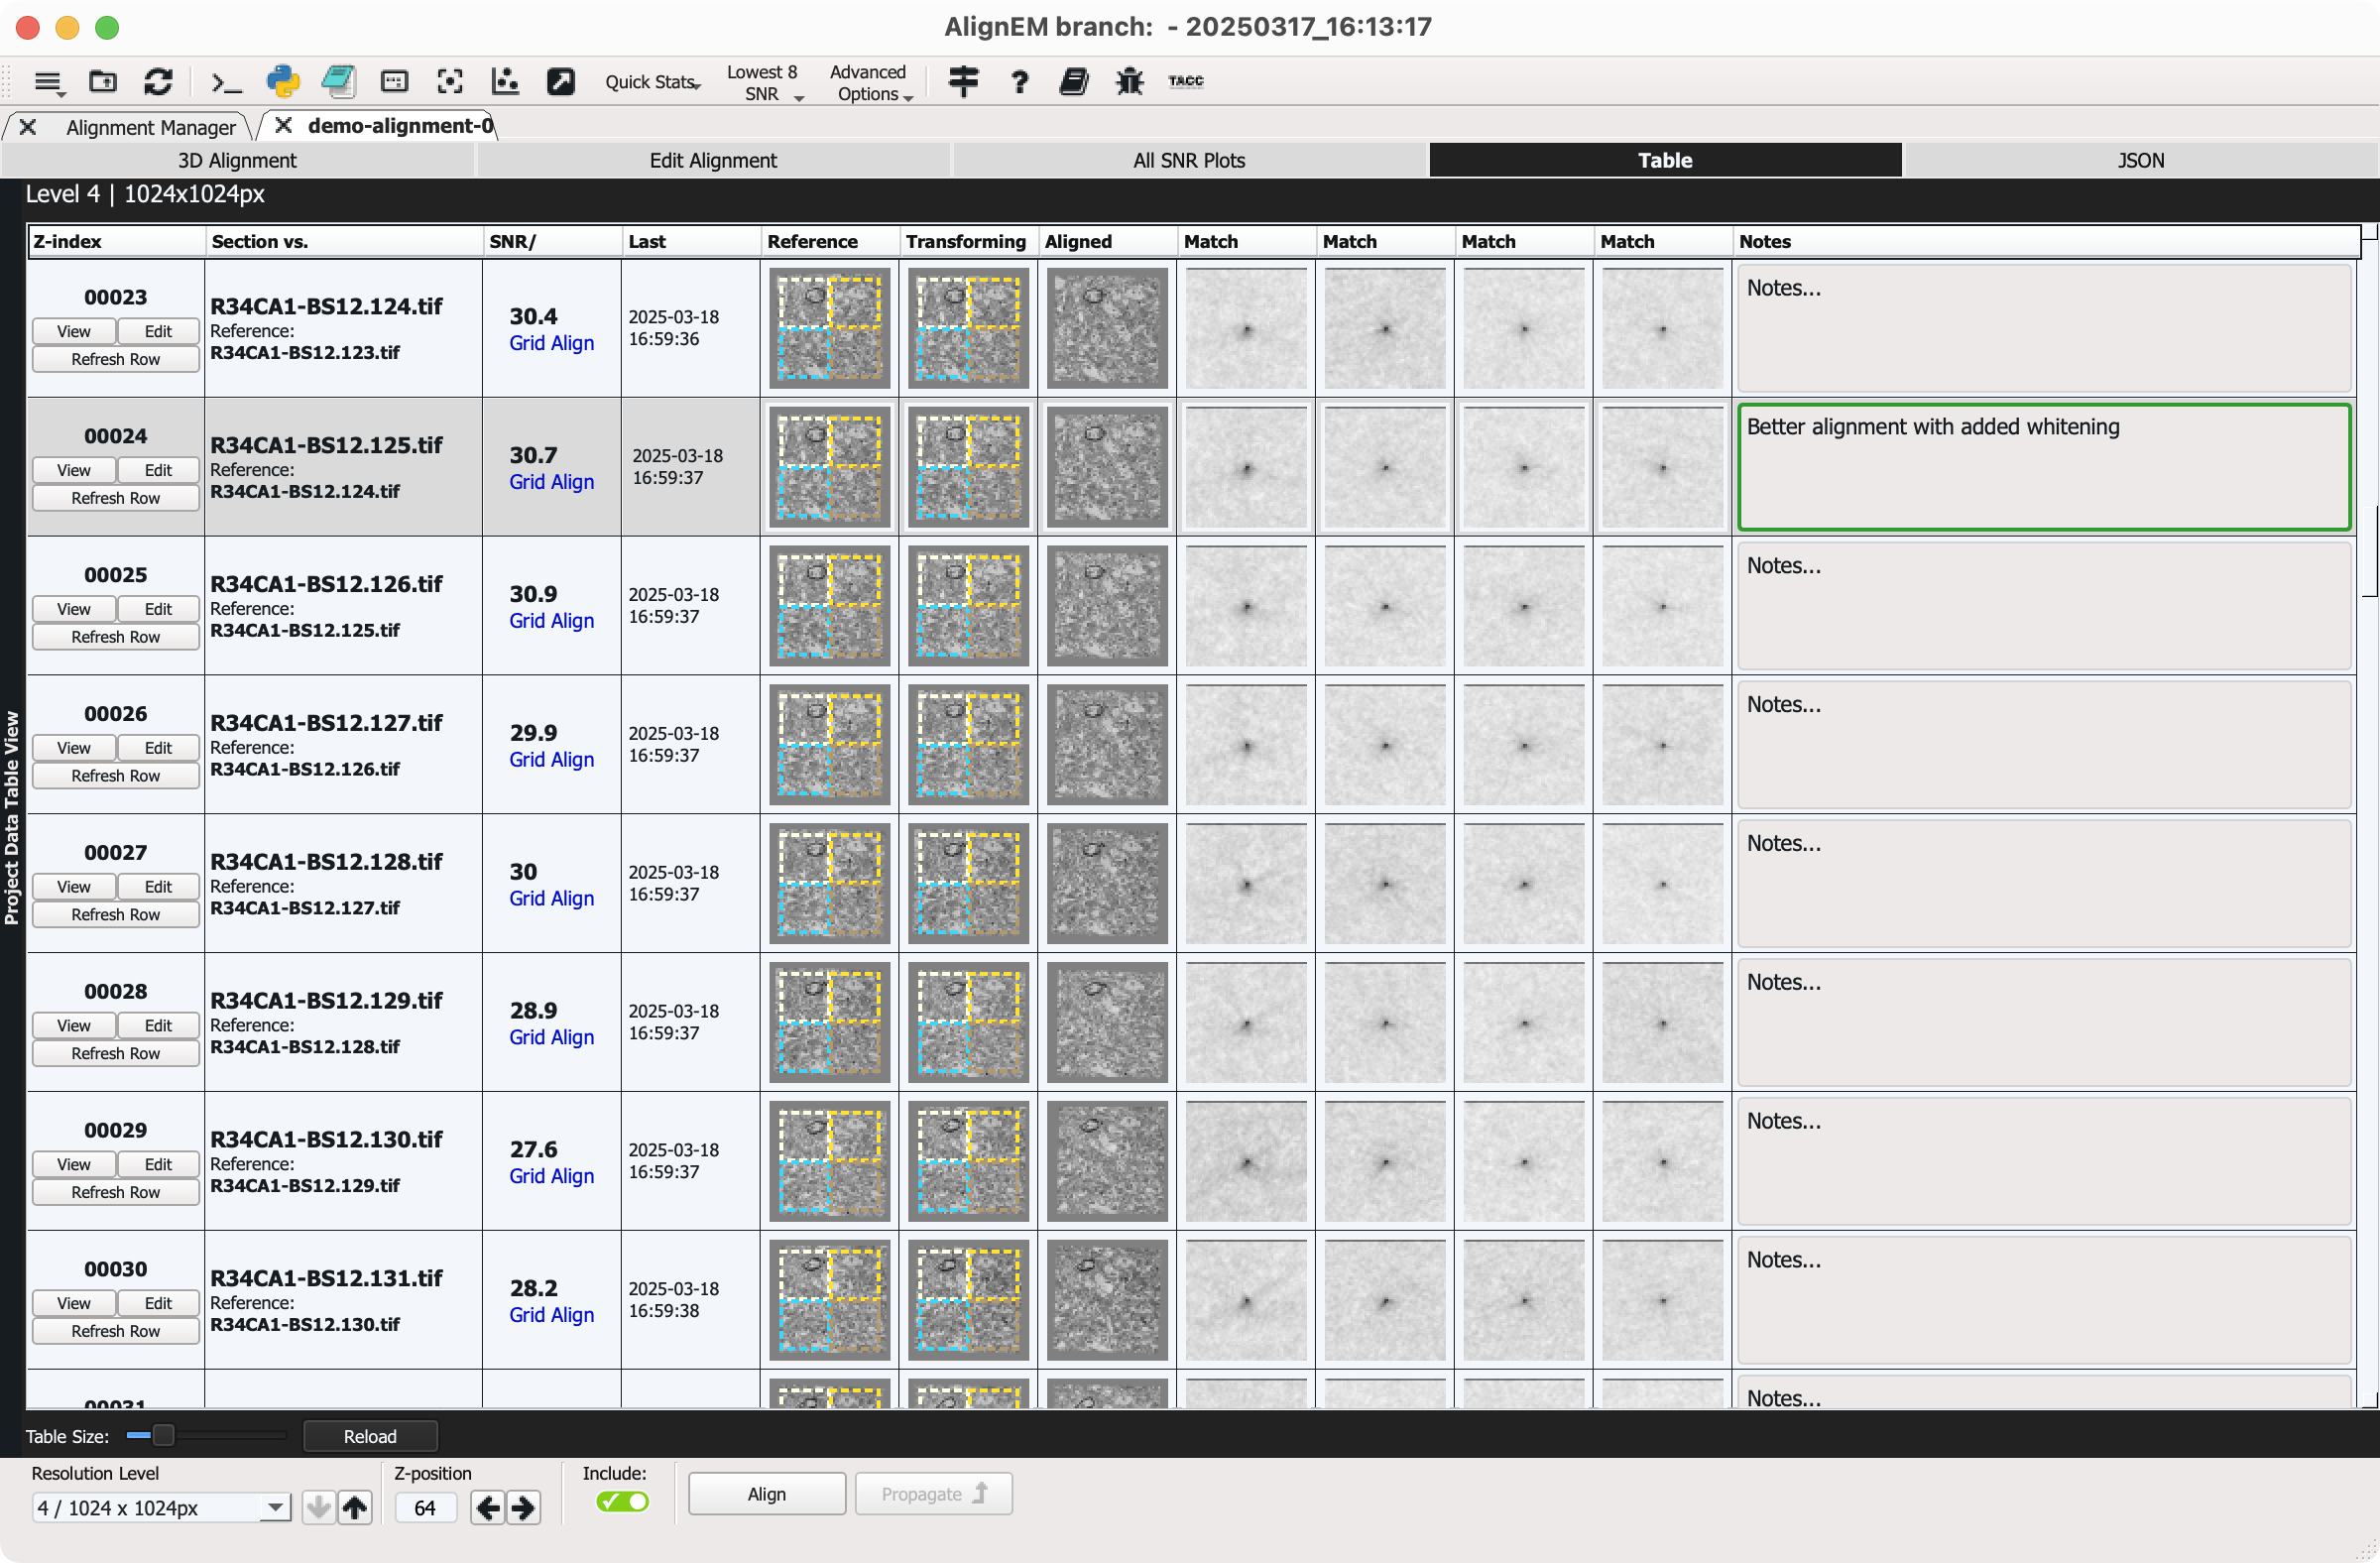 AlignEM branch:  - 20250317_16:13:17
Quick Stats
Lowest 8
SNR
Advanced
Options
TACC
Alignment Manager
demo-alignment-0
3D Alignment
Edit Alignment
All SNR Plots
Table
JSON
Level 4 | 1024x1024px
Project Data Table View
Z-index
Section vs.
SNR/
Last
Reference
Transforming
Aligned
Match
Match
Match
Match
Notes
00023
View
Edit
Refresh Row
R34CA1-BS12.124.tif
Reference:
R34CA1-BS12.123.tif
30.4
Grid Align
2025-03-18
16:59:36
Notes...
00024
View
Edit
Refresh Row
R34CA1-BS12.125.tif
Reference:
R34CA1-BS12.124.tif
30.7
Grid Align
2025-03-18
16:59:37
Better alignment with added whitening
00025
View
Edit
Refresh Row
R34CA1-BS12.126.tif
Reference:
R34CA1-BS12.125.tif
30.9
Grid Align
2025-03-18
16:59:37
Notes...
00026
View
Edit
Refresh Row
R34CA1-BS12.127.tif
Reference:
R34CA1-BS12.126.tif
29.9
Grid Align
2025-03-18
16:59:37
Notes...
00027
View
Edit
Refresh Row
R34CA1-BS12.128.tif
Reference:
R34CA1-BS12.127.tif
30
Grid Align
2025-03-18
16:59:37
Notes...
00028
View
Edit
Refresh Row
R34CA1-BS12.129.tif
Reference:
R34CA1-BS12.128.tif
28.9
Grid Align
2025-03-18
16:59:37
Notes...
00029
View
Edit
Refresh Row
R34CA1-BS12.130.tif
Reference:
R34CA1-BS12.129.tif
27.6
Grid Align
2025-03-18
16:59:37
Notes...
00030
View
Edit
Refresh Row
R34CA1-BS12.131.tif
Reference:
R34CA1-BS12.130.tif
28.2
Grid Align
2025-03-18
16:59:38
Notes...
00031
Notes...
Table Size:
Reload
Resolution Level
4 / 1024 x 1024px
Z-position
64
Include:
Align
Propagate